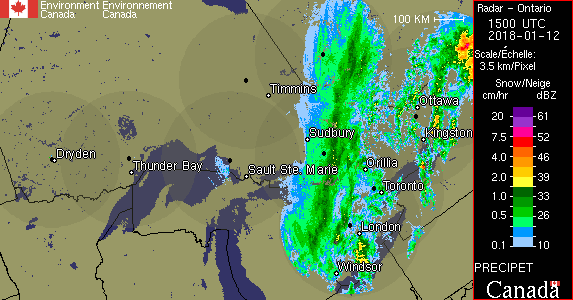 Environment Environnement
Canada Canada
100 KM
Timmins
Ottawa
Sudbury
Kingston
Dryden
Thunder Bay
Sault Ste. Marie
Orillia
Toronto
London
Windsor
Radar - Ontario
1500 UTC
2018-01-12
Scale/Échelle:
3.5 km/Pixel
Snow/Neige
cm/hr dBZ
20 61
7.5 52
4.0 46
2.0 39
1.0 33
0.5 26
0.1 10
PRECIPET
Canada